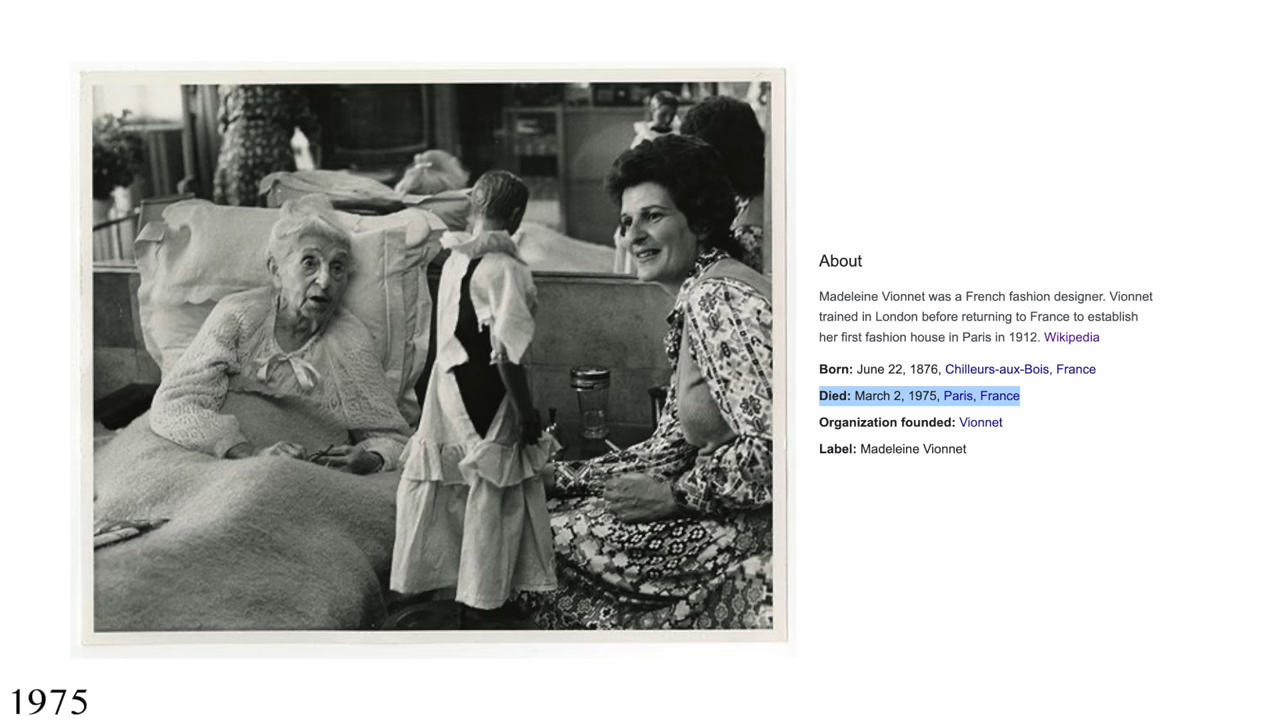 About
Madeleine Vionnet was a French fashion designer. Vionnet
trained in London before returning to France to establish
her first fashion house in Paris in 1912. Wikipedia
Born: June 22, 1876, Chilleurs-aux-Bois, France
Died: March 2, 1975, Paris, France
Organization founded: Vionnet
Label: Madeleine Vionnet
1975